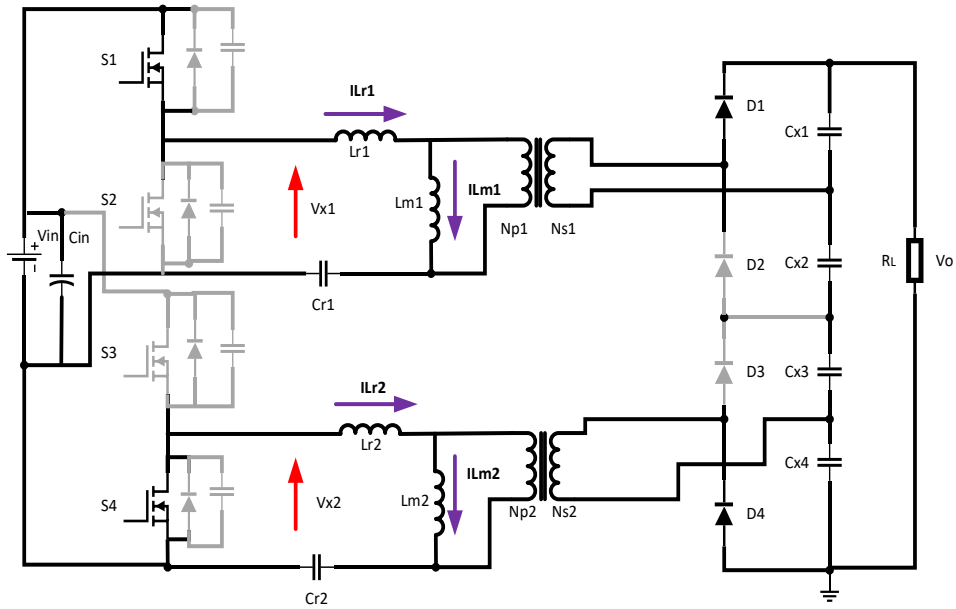 S1
ILr1
D1
Cx1
Lr1
S2
Vx1
Lm1
ILm1
Np1
Ns1
Vin
Cin
+
-
D2
Cx2
RL
Vo
Cr1
S3
D3
Cx3
ILr2
Lr2
S4
Vx2
Lm2
ILm2
Np2
Ns2
Cx4
D4
Cr2